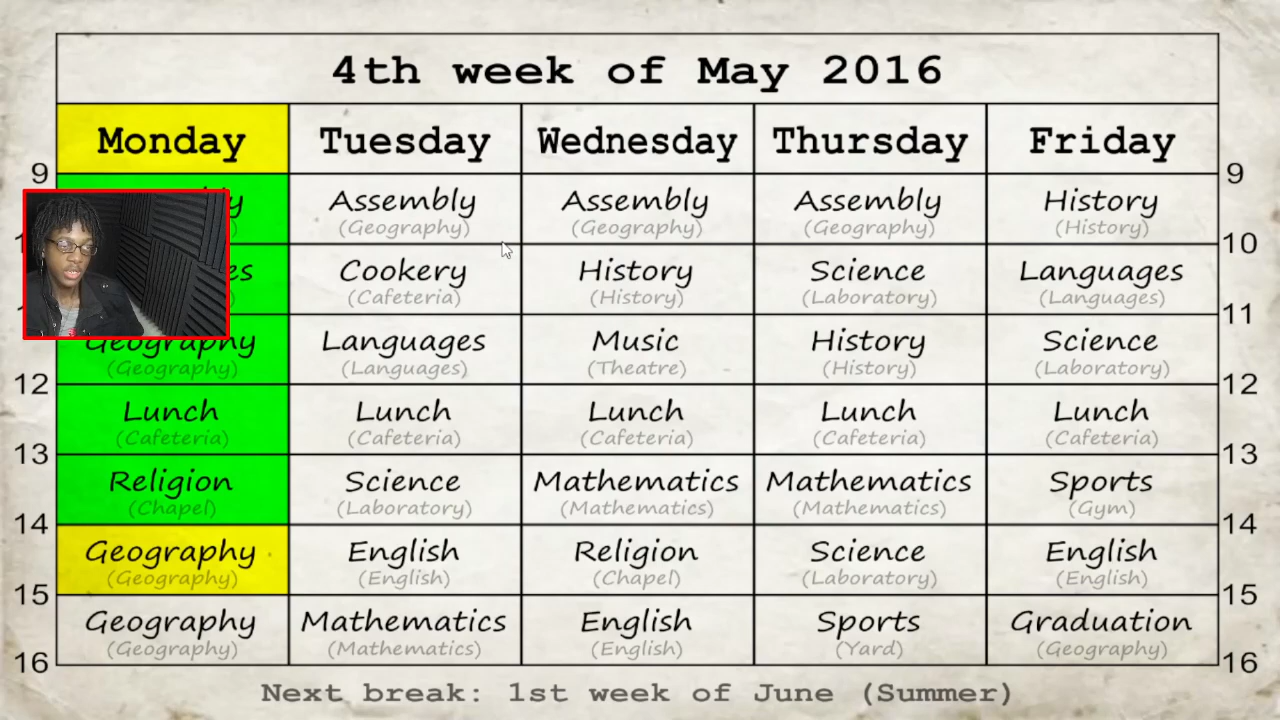 4th week of May 2016
Monday Tuesday Wednesday Thursday Friday
9 9
Assembly Assembly Assembly History
(Geography) (Geography) (Geography) (History)
10
Cookery History Science Languages
(Cafeteria) (History) (Laboratory) (Languages)
11
Geography Languages Music History Science
(Geography) (Languages) (Theatre) (History) (Laboratory)
12 12
Lunch Lunch Lunch Lunch Lunch
(Cafeteria) (Cafeteria) (Cafeteria) (Cafeteria) (Cafeteria)
13 13
Religion Science Mathematics Mathematics Sports
(Chapel) (Laboratory) (Mathematics) (Mathematics) (Gym)
14 14
Geography English Religion Science English
(Geography) (English) (Chapel) (Laboratory) (English)
15 15
Geography Mathematics English Sports Graduation
(Geography) (Mathematics) (English) (Yard) (Geography)
16 16
Next break: 1st week of June (Summer)